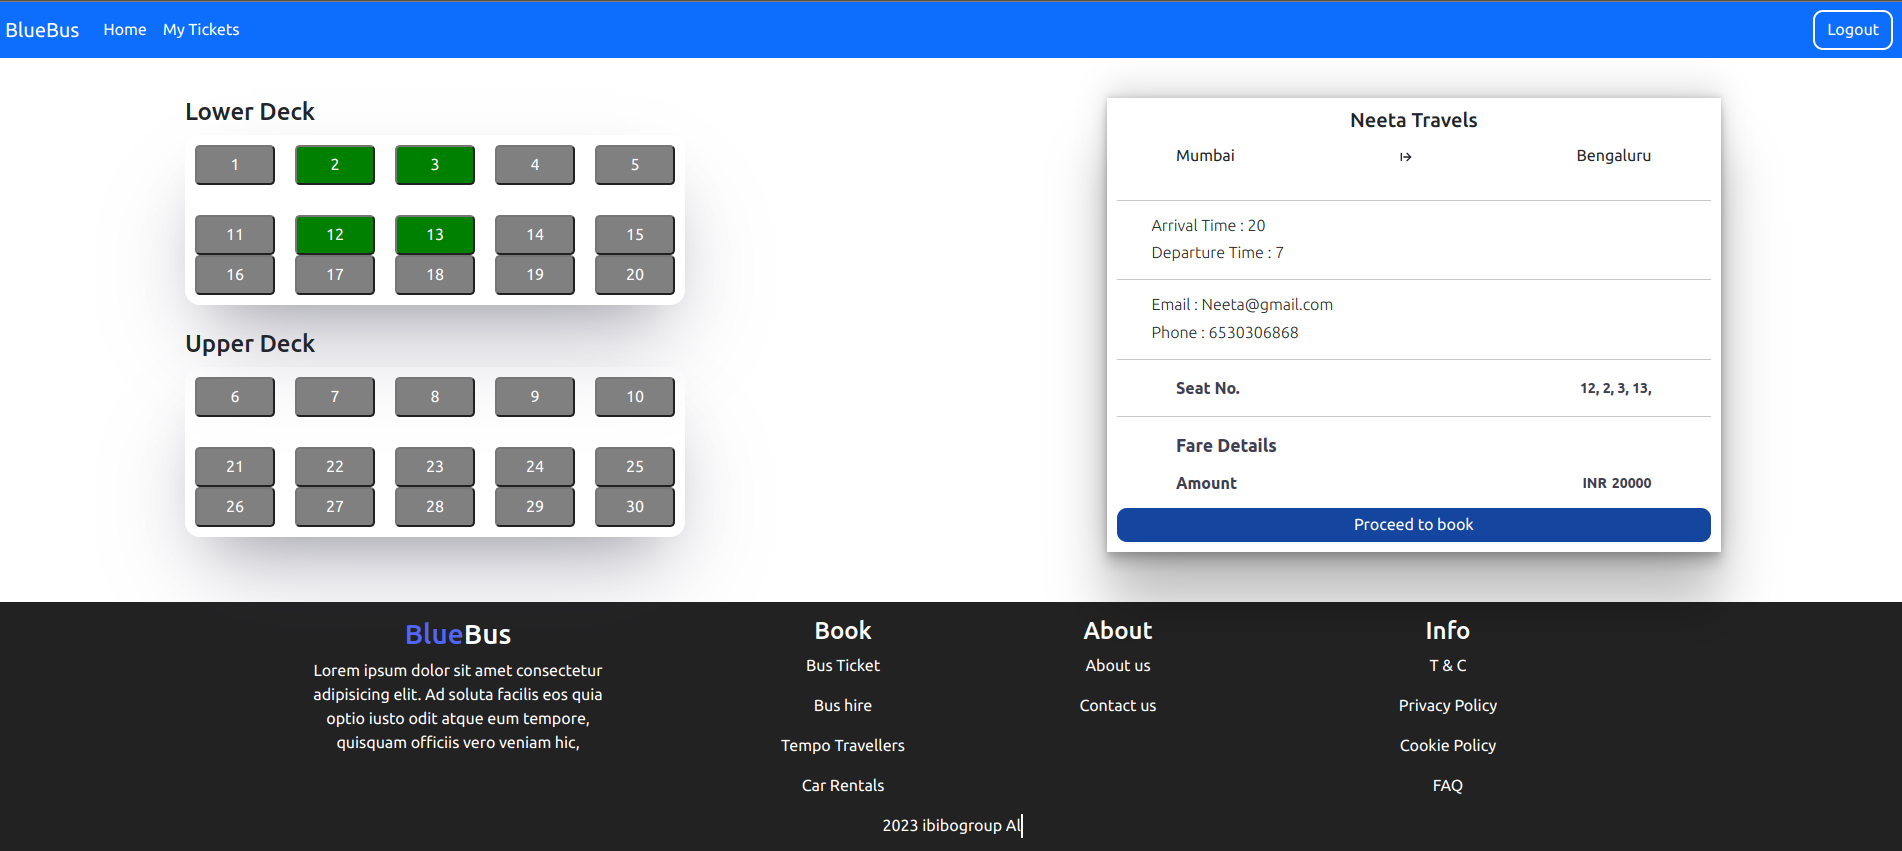 BlueBus Home My Tickets Logout
Lower Deck
1 2 3 4 5
11 12 13 14 15
16 17 18 19 20
Upper Deck
6 7 8 9 10
21 22 23 24 25
26 27 28 29 30
Neeta Travels
Mumbai ↦ Bengaluru
Arrival Time : 20
Departure Time : 7
Email : Neeta@gmail.com
Phone : 6530306868
Seat No. 12, 2, 3, 13,
Fare Details
Amount INR 20000
Proceed to book
BlueBus
Lorem ipsum dolor sit amet consectetur
adipisicing elit. Ad soluta facilis eos quia
optio iusto odit atque eum tempore,
quisquam officiis vero veniam hic,
Book
Bus Ticket
Bus hire
Tempo Travellers
Car Rentals
About
About us
Contact us
Info
T & C
Privacy Policy
Cookie Policy
FAQ
2023 ibibogroup Al